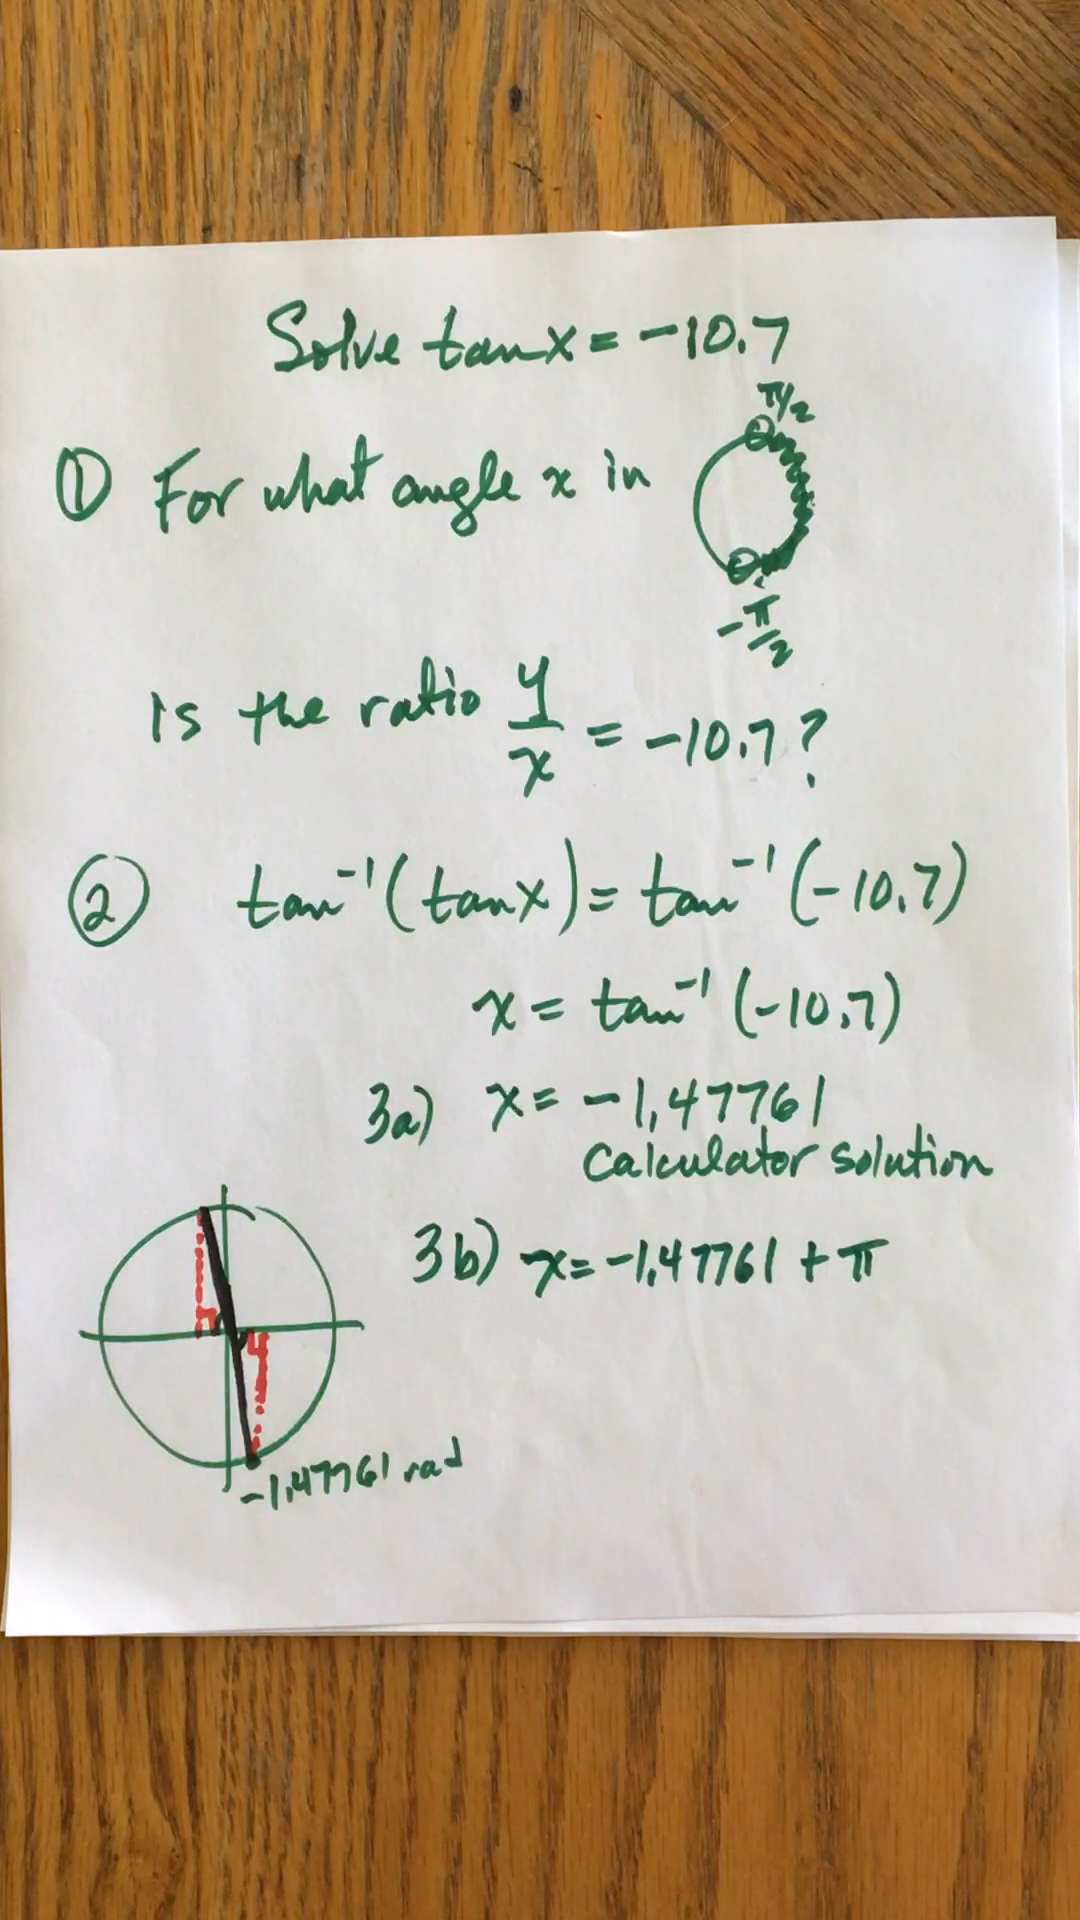 Solve tan x = -10.7
π/2
① For what angle x in
-π/2
is the ratio y/x = -10.7?
② tan⁻¹(tan x) = tan⁻¹(-10.7)
x = tan⁻¹(-10.7)
3a) x = -1.47761
Calculator solution
3b) x = -1.47761 + π
-1.47761 rad